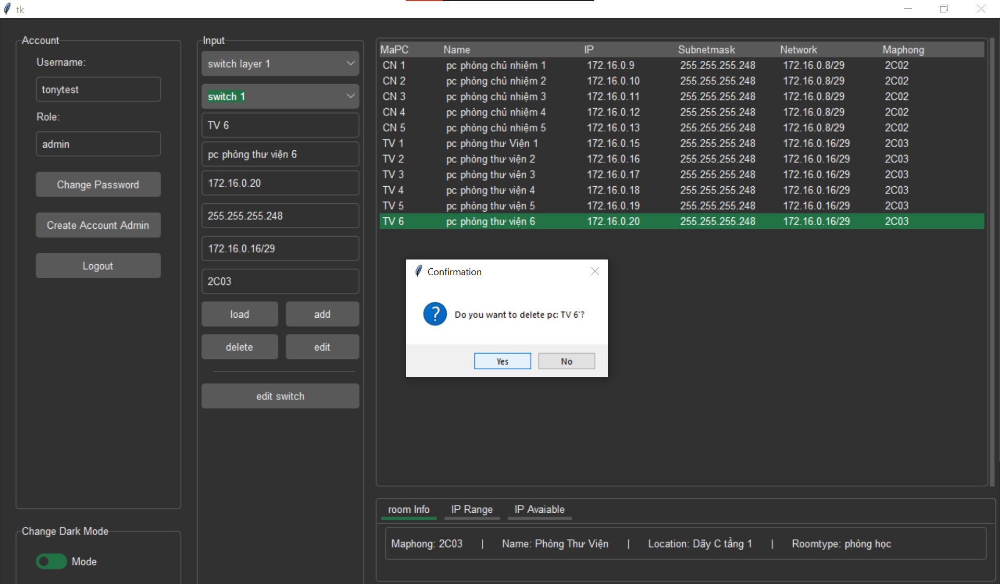 tk
Account
Username:
tonytest
Role:
admin
Change Password
Create Account Admin
Logout
Change Dark Mode
Mode
Input
switch layer 1
switch 1
TV 6
pc phòng thư viện 6
172.16.0.20
255.255.255.248
172.16.0.16/29
2C03
load add
delete edit
edit switch
MaPC Name IP Subnetmask Network Maphong
CN 1 pc phòng chủ nhiệm 1 172.16.0.9 255.255.255.248 172.16.0.8/29 2C02
CN 2 pc phòng chủ nhiệm 2 172.16.0.10 255.255.255.248 172.16.0.8/29 2C02
CN 3 pc phòng chủ nhiệm 3 172.16.0.11 255.255.255.248 172.16.0.8/29 2C02
CN 4 pc phòng chủ nhiệm 4 172.16.0.12 255.255.255.248 172.16.0.8/29 2C02
CN 5 pc phòng chủ nhiệm 5 172.16.0.13 255.255.255.248 172.16.0.8/29 2C02
TV 1 pc phòng thư Viện 1 172.16.0.15 255.255.255.248 172.16.0.16/29 2C03
TV 2 pc phòng thư viện 2 172.16.0.16 255.255.255.248 172.16.0.16/29 2C03
TV 3 pc phòng thư viện 3 172.16.0.17 255.255.255.248 172.16.0.16/29 2C03
TV 4 pc phòng thư viện 4 172.16.0.18 255.255.255.248 172.16.0.16/29 2C03
TV 5 pc phòng thư viện 5 172.16.0.19 255.255.255.248 172.16.0.16/29 2C03
TV 6 pc phòng thư viện 6 172.16.0.20 255.255.255.248 172.16.0.16/29 2C03
Confirmation
Do you want to delete pc: TV 6'?
Yes No
room Info IP Range IP Avaiable
Maphong: 2C03 | Name: Phòng Thư Viện | Location: Dãy C tầng 1 | Roomtype: phòng học